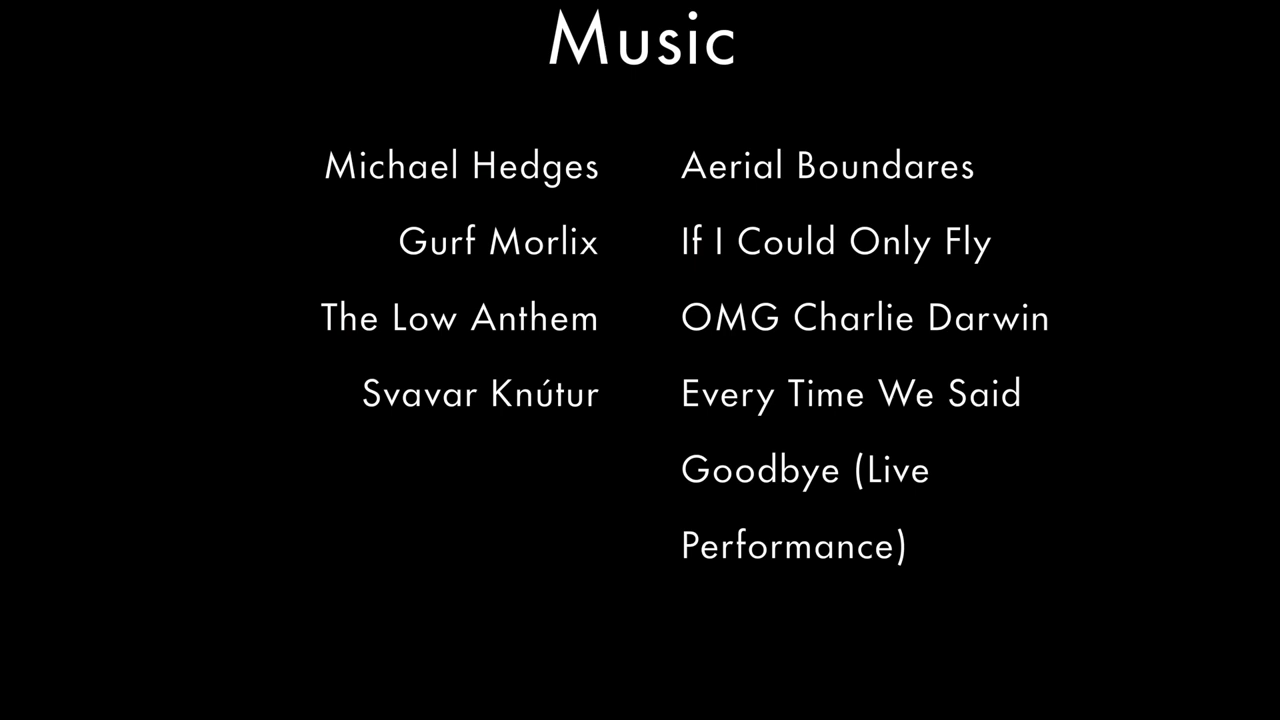 Music
Michael Hedges Aerial Boundares
Gurf Morlix If I Could Only Fly
The Low Anthem OMG Charlie Darwin
Svavar Knútur Every Time We Said
Goodbye (Live
Performance)